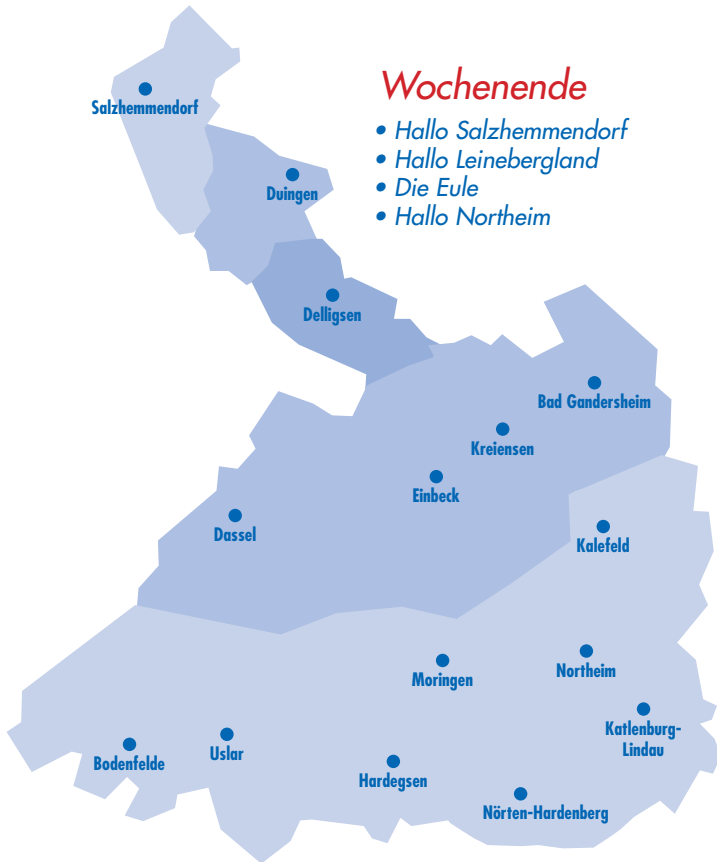 Wochenende
• Hallo Salzhemmendorf
• Hallo Leinebergland
• Die Eule
• Hallo Northeim
Salzhemmendorf
Duingen
Delligsen
Bad Gandersheim
Kreiensen
Einbeck
Dassel
Kalefeld
Northeim
Moringen
Katlenburg-
Lindau
Uslar
Bodenfelde
Hardegsen
Nörten-Hardenberg